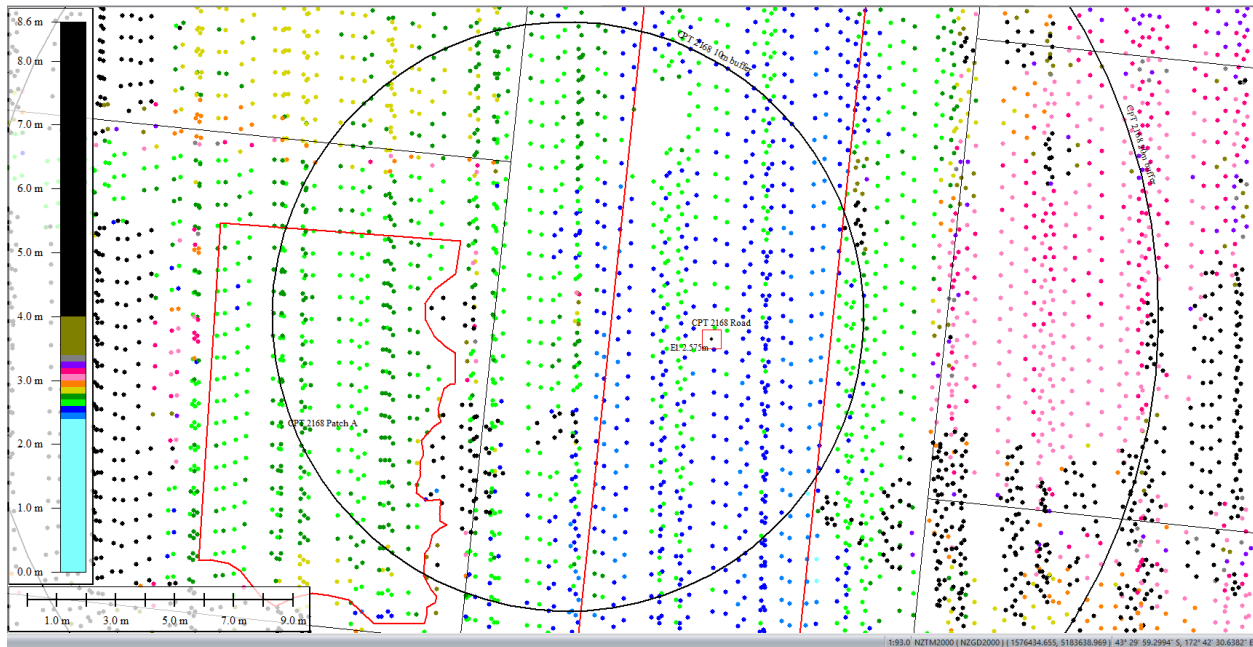 8.6 m
8.0 m
7.0 m
6.0 m
5.0 m
4.0 m
3.0 m
2.0 m
1.0 m
0.0 m
CPT 2168 10m buffer
CPT 2168 Road
El: 2.575m
CPT 2168 Patch A
1.0 m 3.0 m 5.0 m 7.0 m 9.0 m
1:93.0 NZTM2000 ( NZGD2000 ) ( 1576434.655, 5183638.969 ) 43° 29' 59.2994" S, 172° 42' 30.6382" E